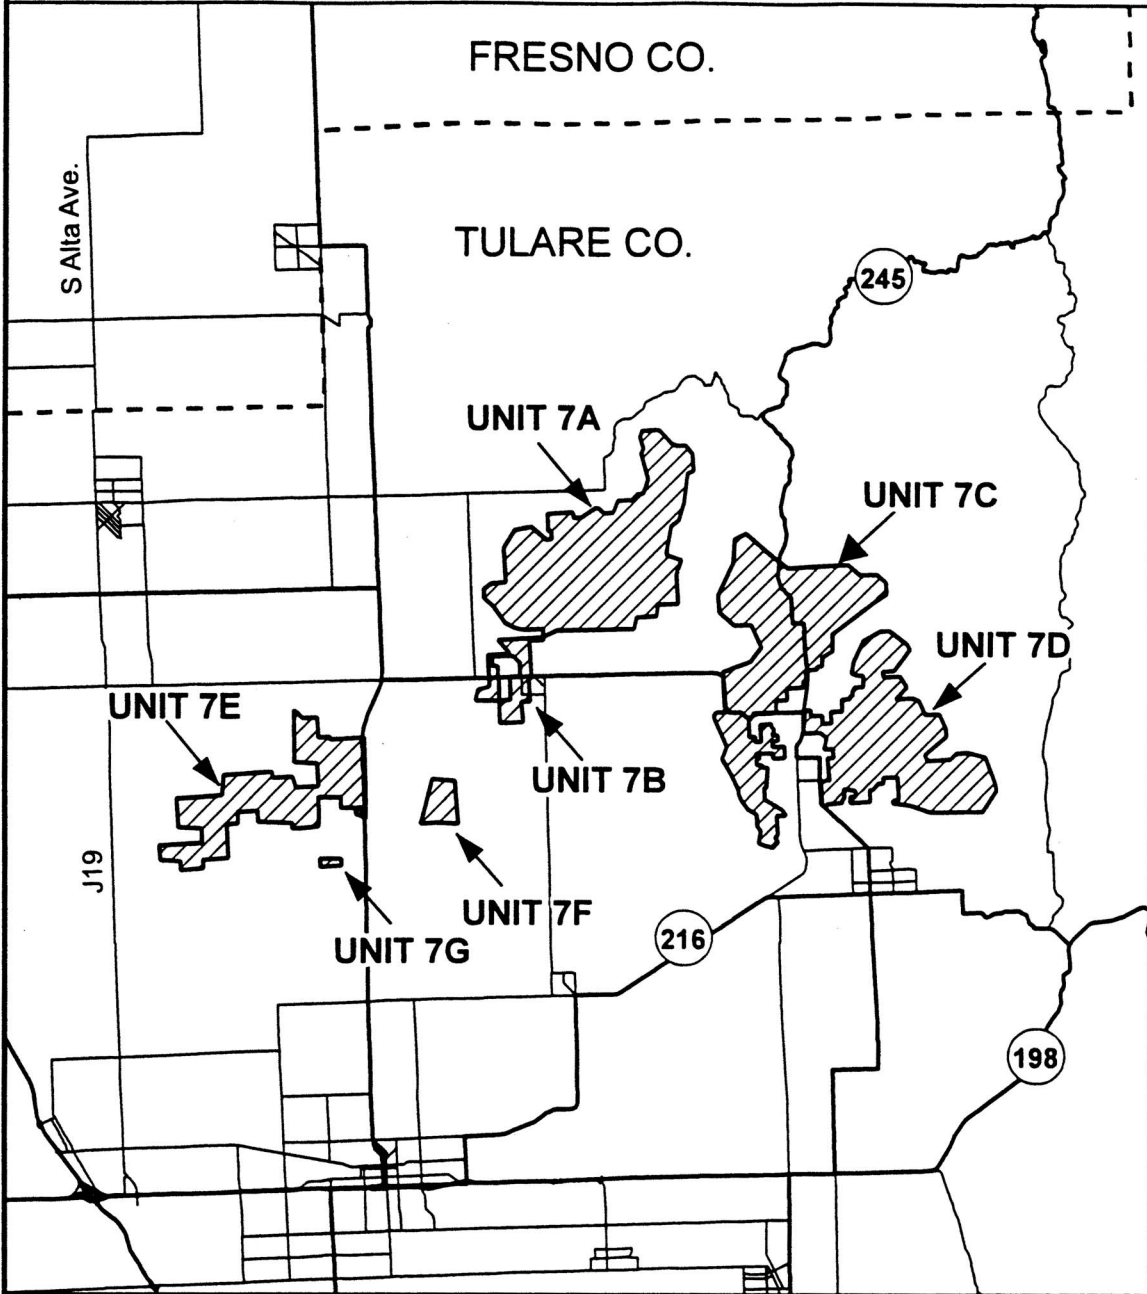 FRESNO CO.
S Alta Ave.
TULARE CO.
245
UNIT 7A
UNIT 7C
UNIT 7D
UNIT 7E
UNIT 7B
J19
UNIT 7F
216
UNIT 7G
198